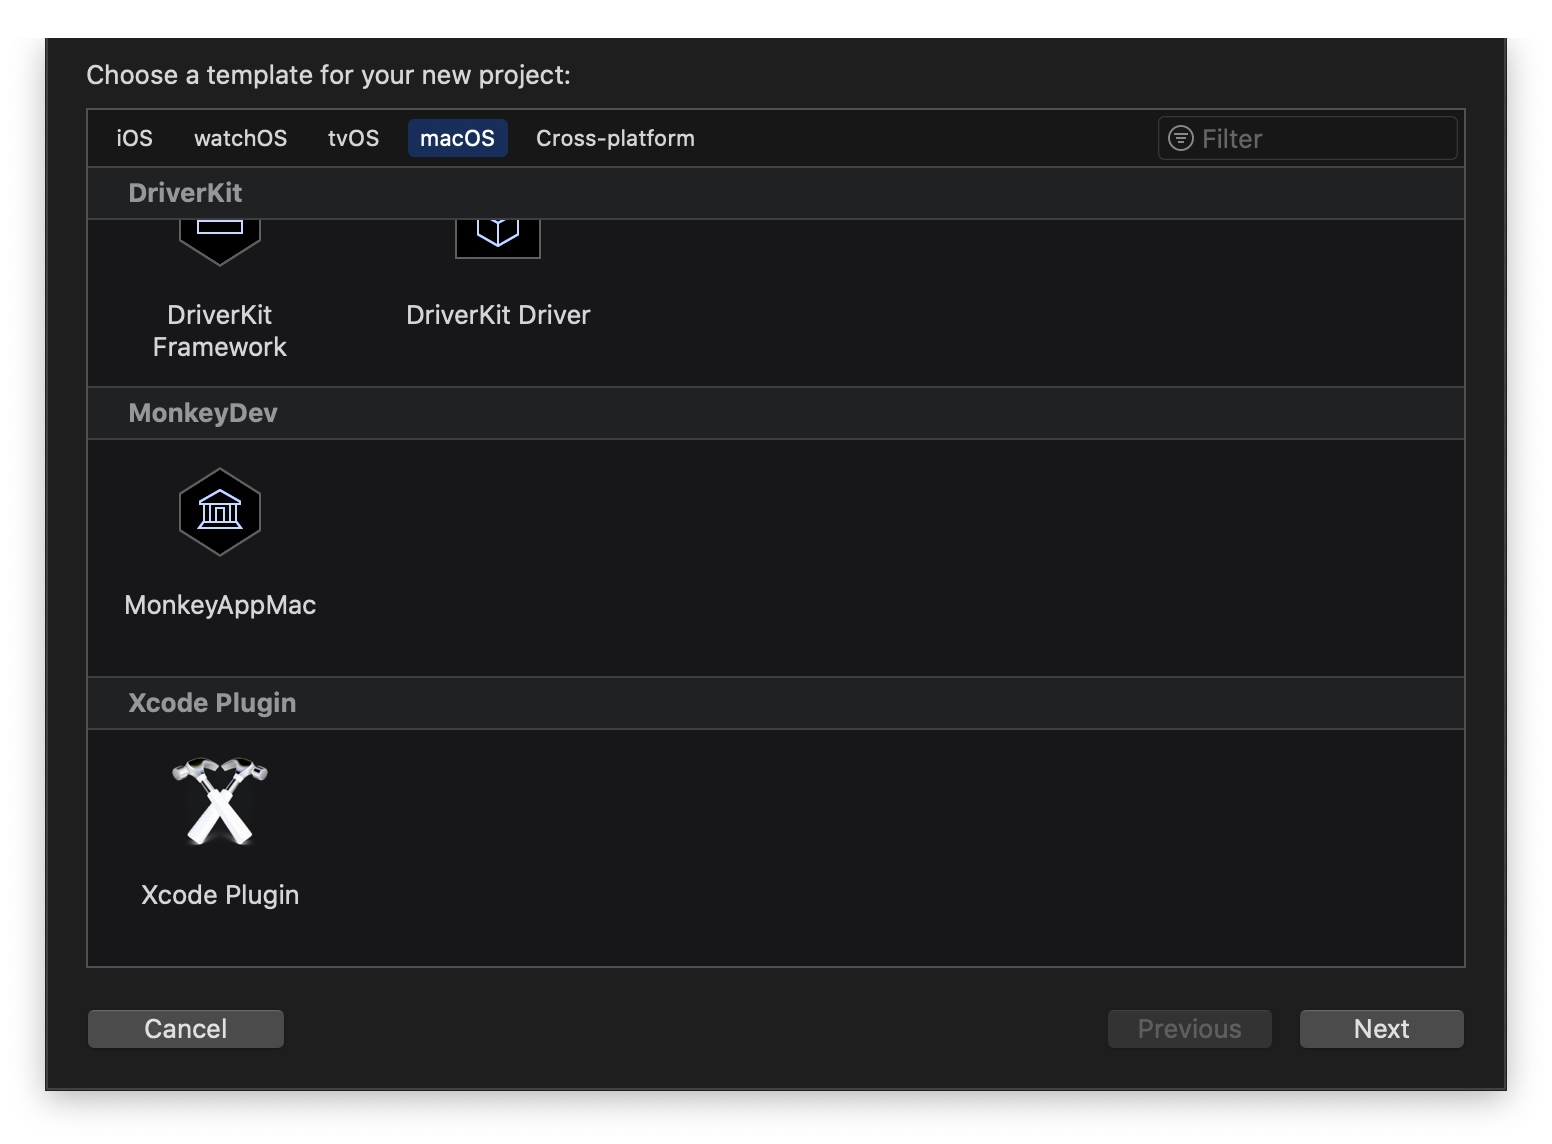 Choose a template for your new project:
iOS watchOS tvOS macOS Cross-platform Filter
DriverKit
DriverKit Framework
DriverKit Driver
MonkeyDev
MonkeyAppMac
Xcode Plugin
Xcode Plugin
Cancel Previous Next